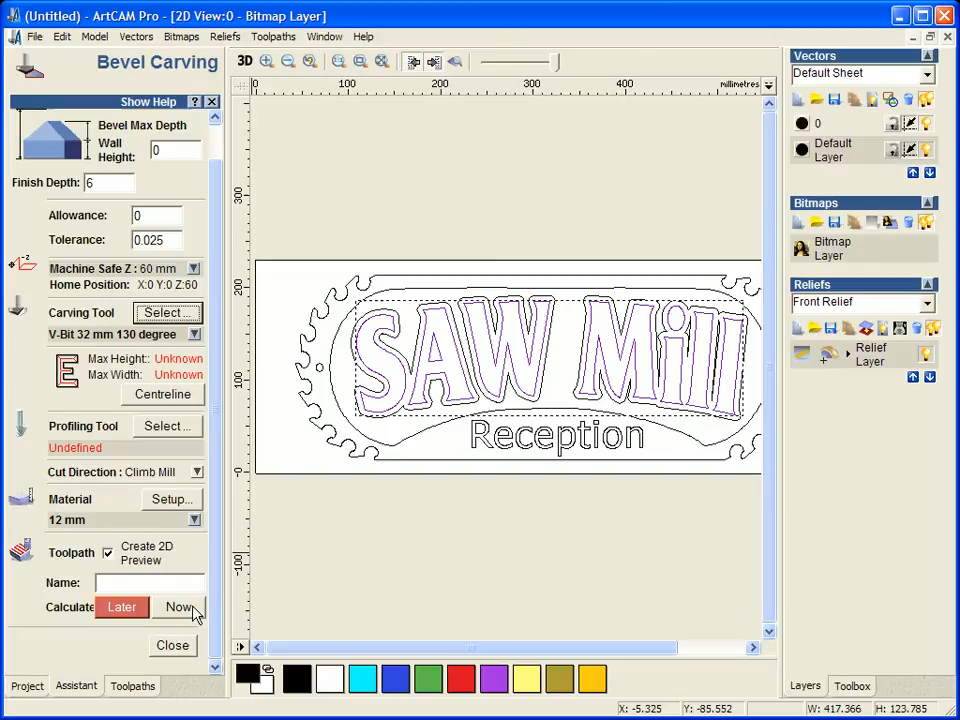 (Untitled) - ArtCAM Pro - [2D View:0 - Bitmap Layer]
File Edit Model Vectors Bitmaps Reliefs Toolpaths Window Help
Bevel Carving
Show Help ?
Bevel Max Depth
Wall Height: 0
Finish Depth: 6
Allowance: 0
Tolerance: 0.025
Machine Safe Z : 60 mm
Home Position: X:0 Y:0 Z:60
Carving Tool Select ...
V-Bit 32 mm 130 degree
Max Height: Unknown
Max Width: Unknown
Centreline
Profiling Tool Select ...
Undefined
Cut Direction : Climb Mill
Material Setup...
12 mm
Toolpath Create 2D Preview
Name:
Calculate Later Now
Close
Project Assistant Toolpaths
3D
0 100 200 300 400 millimetres
300
200
100
-0
-100
SAW Mill
Reception
Vectors
Default Sheet
0
Default Layer
Bitmaps
Bitmap Layer
Reliefs
Front Relief
Relief Layer
Layers Toolbox
X: -5.325 Y: -85.552 W: 417.366 H: 123.785